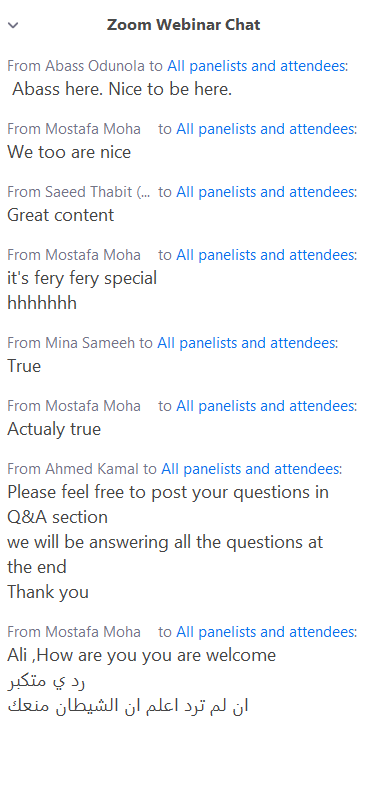 Zoom Webinar Chat
From Abass Odunola to All panelists and attendees:
Abass here. Nice to be here.
From Mostafa Moha to All panelists and attendees:
We too are nice
From Saeed Thabit (... to All panelists and attendees:
Great content
From Mostafa Moha to All panelists and attendees:
it's fery fery special
hhhhhhh
From Mina Sameeh to All panelists and attendees:
True
From Mostafa Moha to All panelists and attendees:
Actualy true
From Ahmed Kamal to All panelists and attendees:
Please feel free to post your questions in
Q&A section
we will be answering all the questions at
the end
Thank you
From Mostafa Moha to All panelists and attendees:
Ali ,How are you you are welcome
رد ي متكبر
ان لم ترد اعلم ان الشيطان منعك